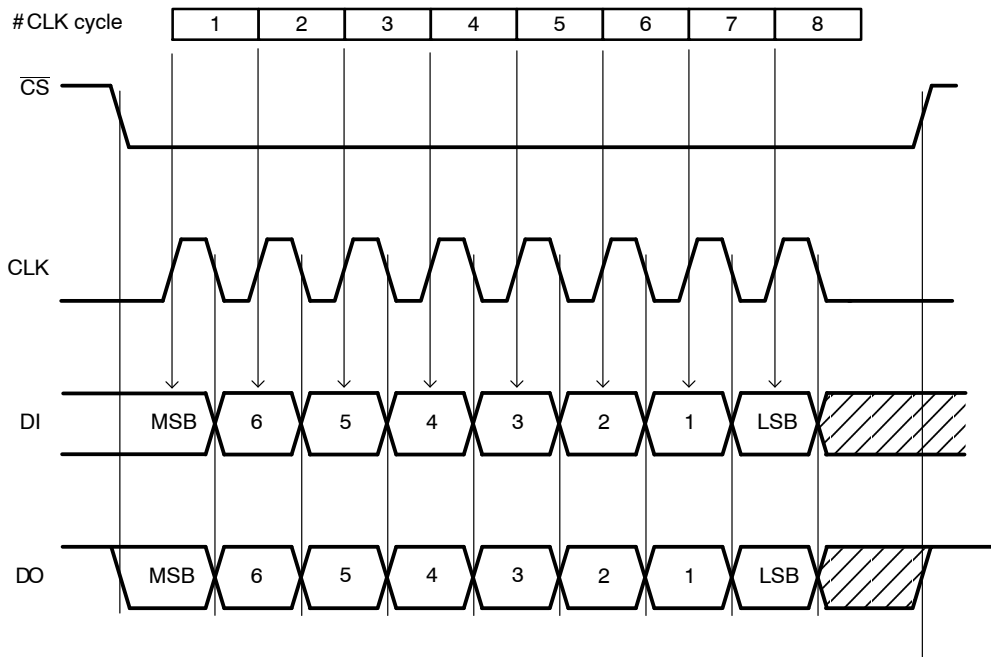 # CLK cycle 1 2 3 4 5 6 7 8
CS
CLK
DI MSB 6 5 4 3 2 1 LSB
DO MSB 6 5 4 3 2 1 LSB